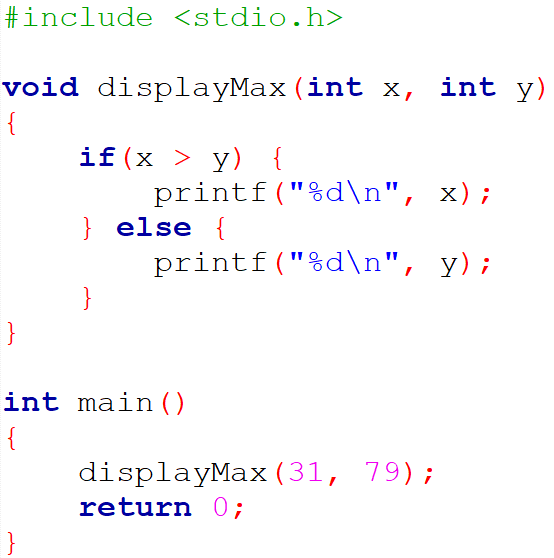 #include <stdio.h>

void displayMax(int x, int y)
{
    if(x > y) {
        printf("%d\n", x);
    } else {
        printf("%d\n", y);
    }
}

int main()
{
    displayMax(31, 79);
    return 0;
}